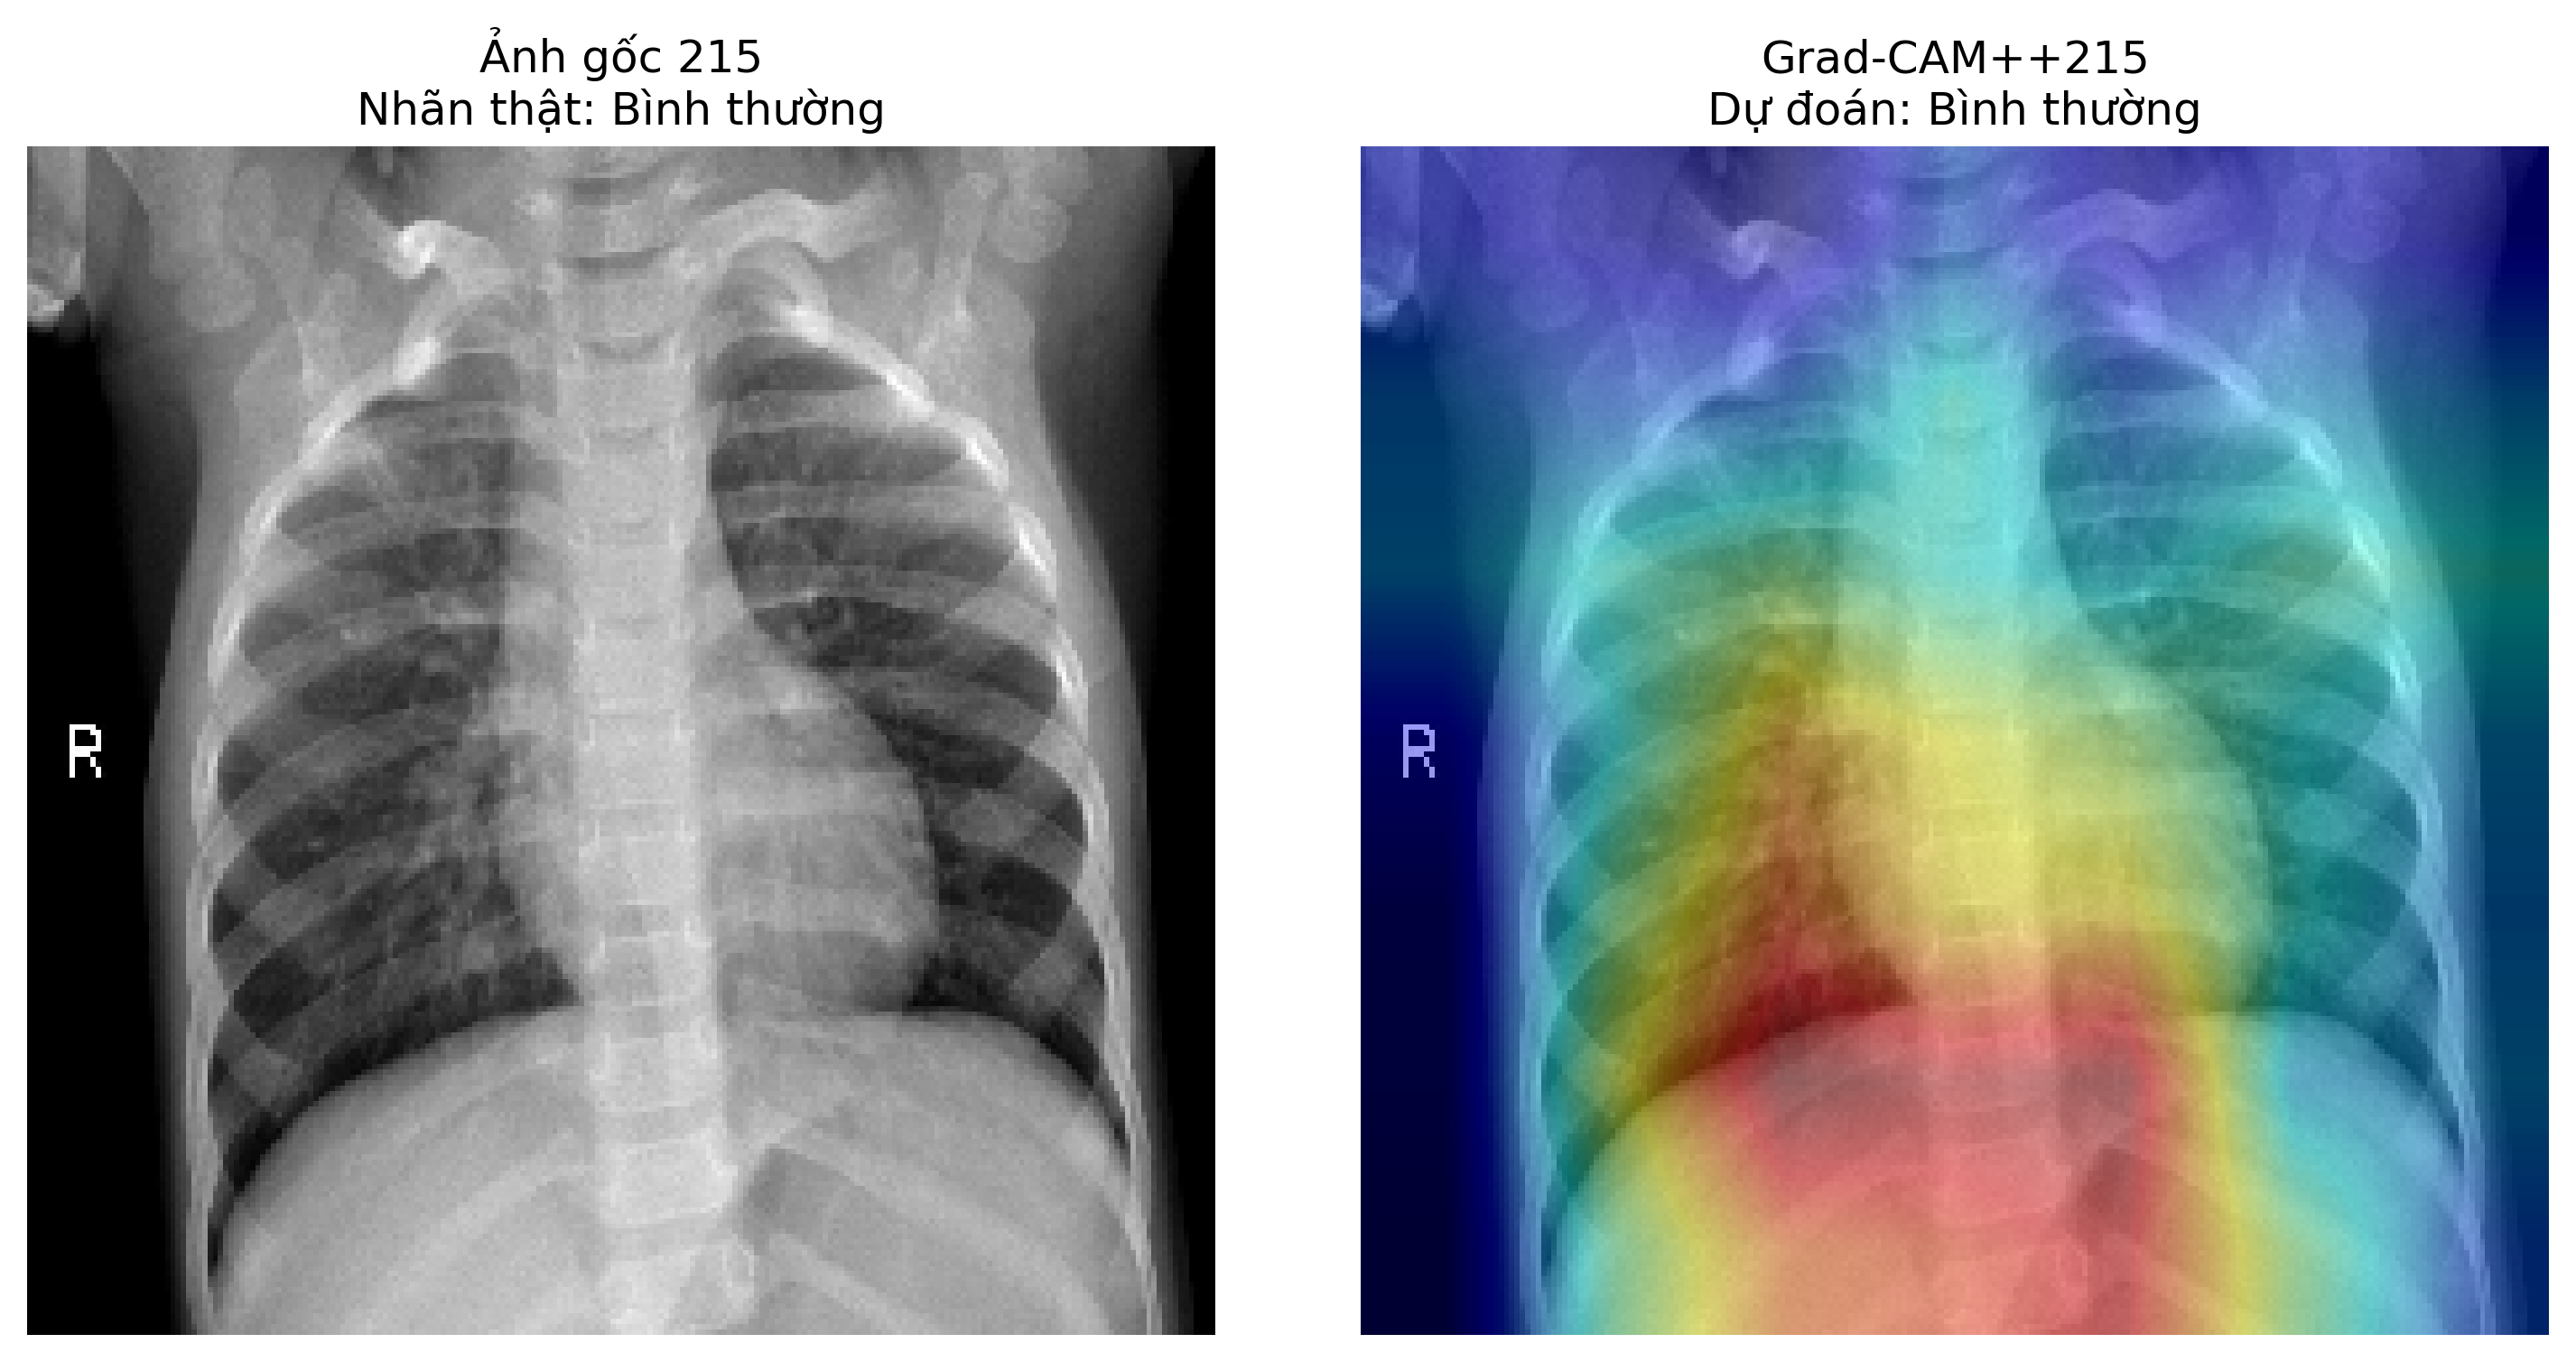 Ảnh gốc 215
Nhãn thật: Bình thường
Grad-CAM++215
Dự đoán: Bình thường
R
R